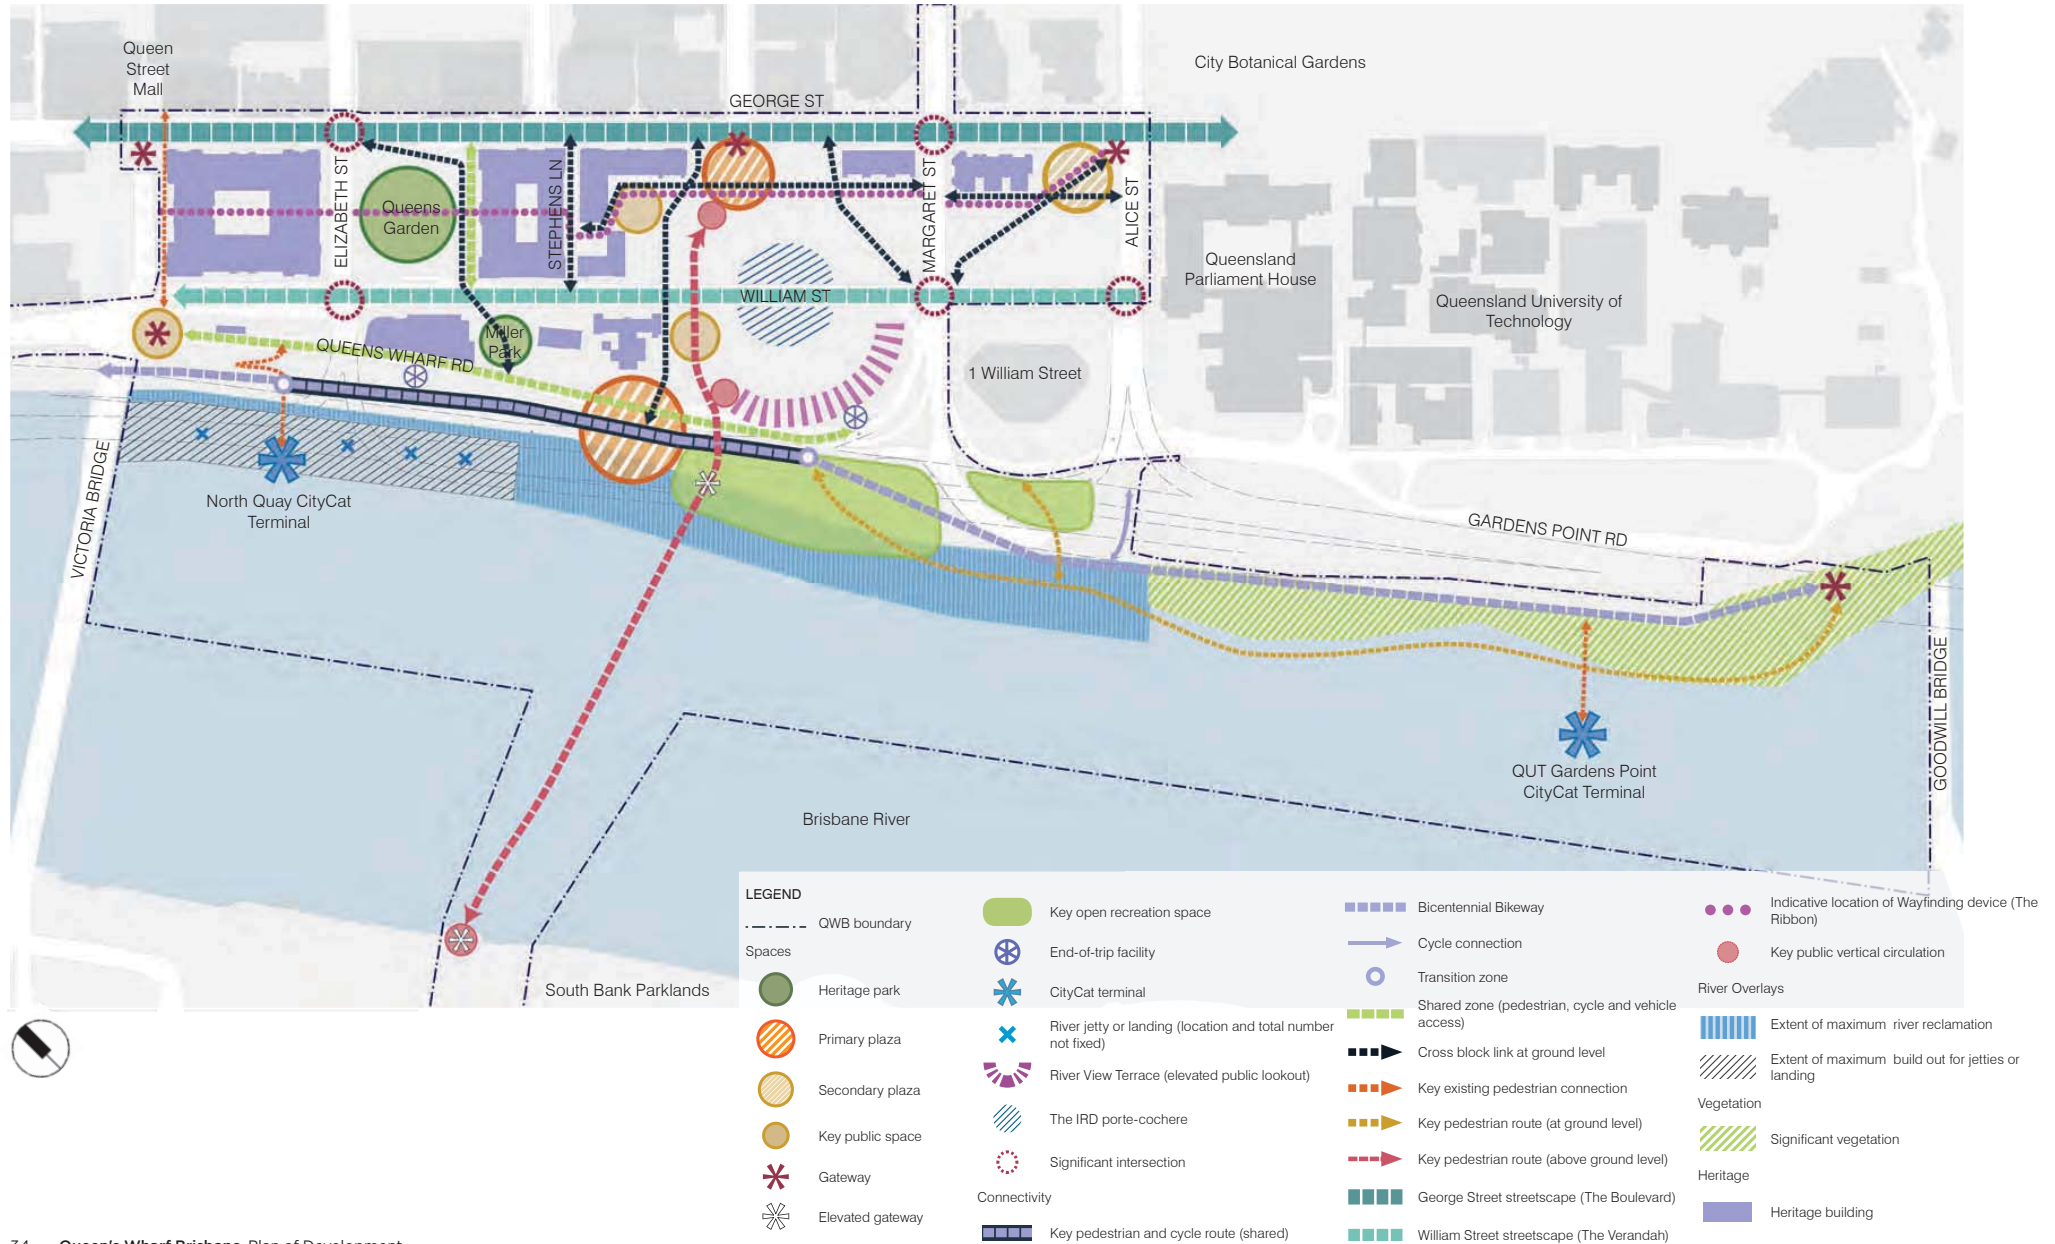 Queen
Street
Mall
City Botanical Gardens
GEORGE ST
ELIZABETH ST
Queens
Garden
STEPHENS LN
MARGARET ST
ALICE ST
Queensland
Parliament House
Queensland University of
Technology
WILLIAM ST
Miller
Park
QUEENS WHARF RD
1 William Street
VICTORIA BRIDGE
North Quay CityCat
Terminal
GARDENS POINT RD
GOODWILL BRIDGE
QUT Gardens Point
CityCat Terminal
Brisbane River
South Bank Parklands
LEGEND
QWB boundary
Spaces
Heritage park
Primary plaza
Secondary plaza
Key public space
Gateway
Elevated gateway
Key open recreation space
End-of-trip facility
CityCat terminal
River jetty or landing (location and total number
not fixed)
River View Terrace (elevated public lookout)
The IRD porte-cochere
Significant intersection
Connectivity
Key pedestrian and cycle route (shared)
Bicentennial Bikeway
Cycle connection
Transition zone
Shared zone (pedestrian, cycle and vehicle
access)
Cross block link at ground level
Key existing pedestrian connection
Key pedestrian route (at ground level)
Key pedestrian route (above ground level)
George Street streetscape (The Boulevard)
William Street streetscape (The Verandah)
Indicative location of Wayfinding device (The
Ribbon)
Key public vertical circulation
River Overlays
Extent of maximum river reclamation
Extent of maximum build out for jetties or
landing
Vegetation
Significant vegetation
Heritage
Heritage building
Queen's Wharf Brisbane Plan of Development